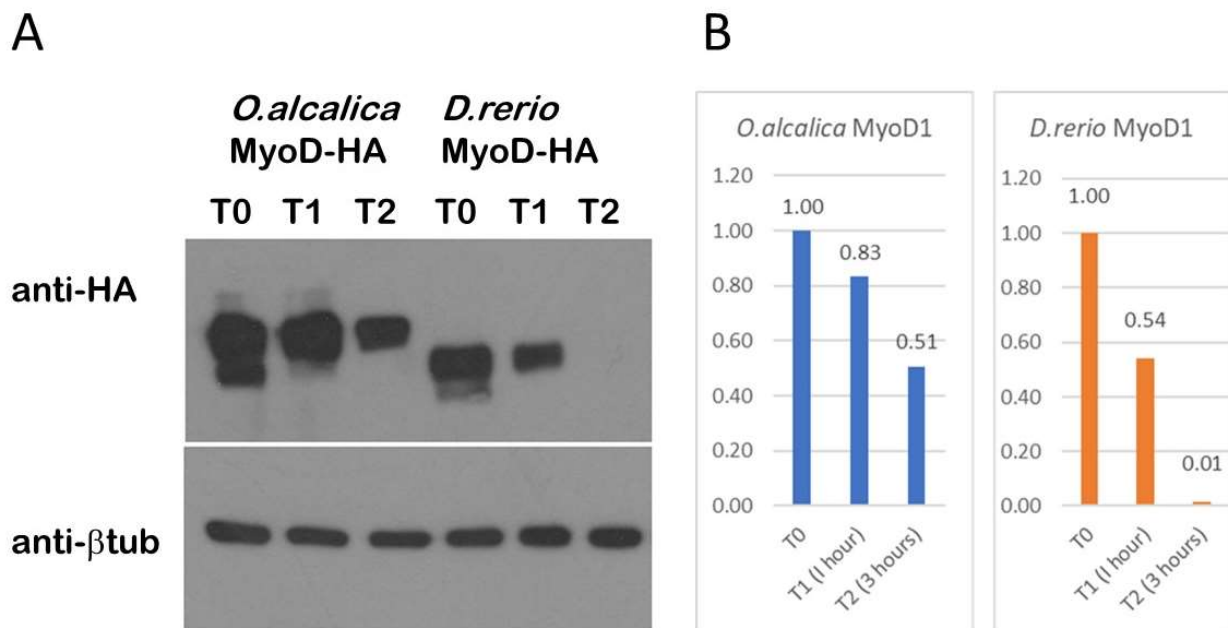 A
O.alcalica D.rerio
MyoD-HA MyoD-HA
T0 T1 T2 T0 T1 T2
anti-HA
anti-βtub
B
O.alcalica MyoD1
1.20
1.00
0.80
0.60
0.40
0.20
0.00
1.00
0.83
0.51
T0
T1 (I hour)
T2 (3 hours)
D.rerio MyoD1
1.20
1.00
0.80
0.60
0.40
0.20
0.00
1.00
0.54
0.01
T0
T1 (I hour)
T2 (3 hours)